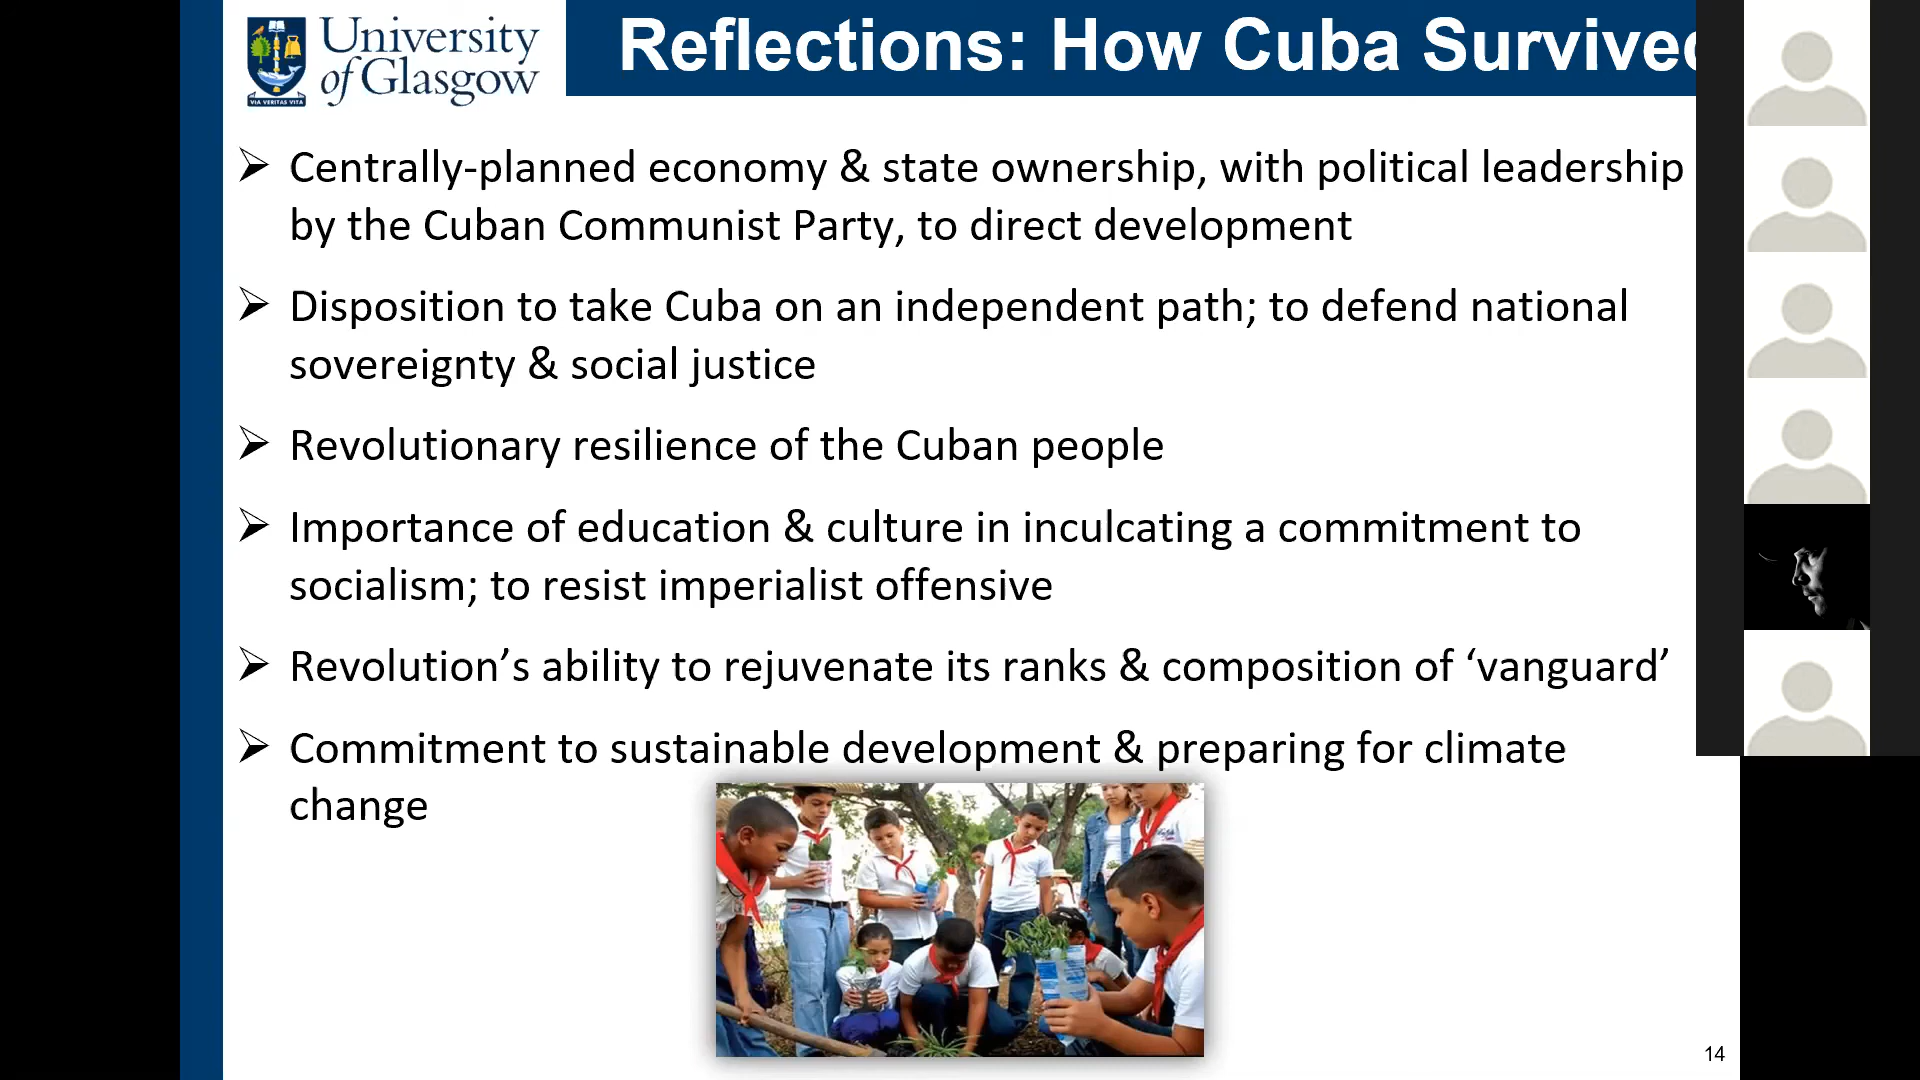 University
of Glasgow
VIA VERITAS VITA
Reflections: How Cuba Survived
Centrally-planned economy & state ownership, with political leadership
by the Cuban Communist Party, to direct development
Disposition to take Cuba on an independent path; to defend national
sovereignty & social justice
Revolutionary resilience of the Cuban people
Importance of education & culture in inculcating a commitment to
socialism; to resist imperialist offensive
Revolution’s ability to rejuvenate its ranks & composition of ‘vanguard’
Commitment to sustainable development & preparing for climate
change
14